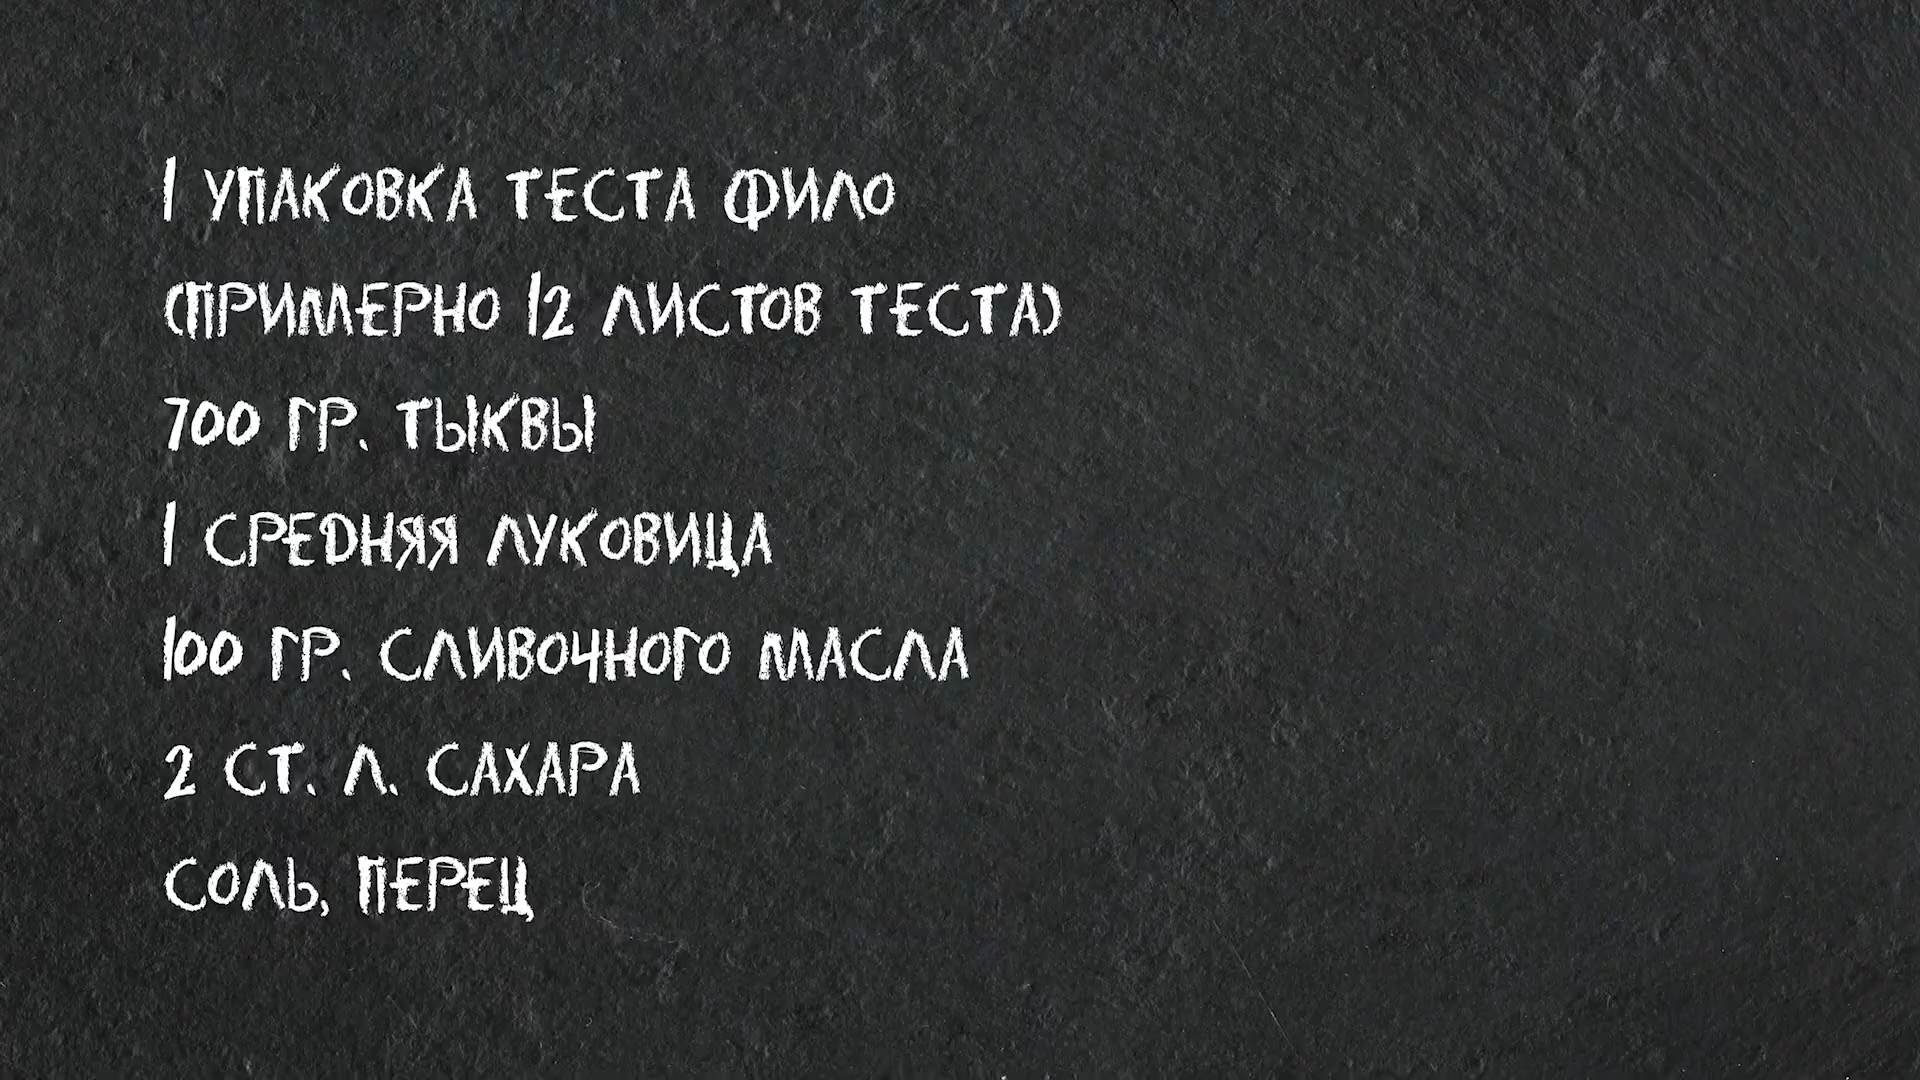 1 УПАКОВКА ТЕСТА ФИЛО
(ПРИМЕРНО 12 ЛИСТОВ ТЕСТА)
700 ГР. ТЫКВЫ
1 СРЕДНЯЯ ЛУКОВИЦА
100 ГР. СЛИВОЧНОГО МАСЛА
2 СТ. Л. САХАРА
СОЛЬ, ПЕРЕЦ